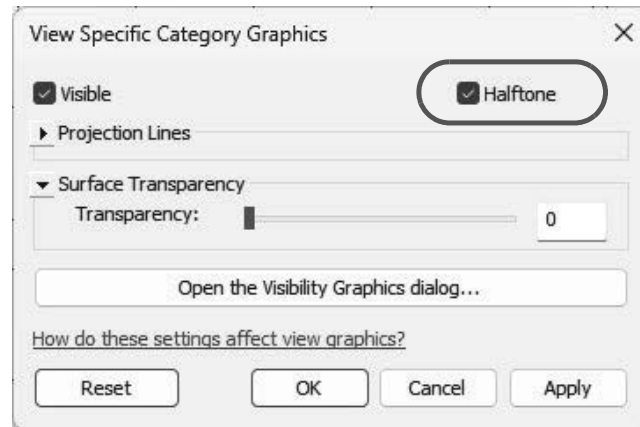 View Specific Category Graphics
Visible
Halftone
Projection Lines
Surface Transparency
Transparency:
0
Open the Visibility Graphics dialog...
How do these settings affect view graphics?
Reset
OK
Cancel
Apply